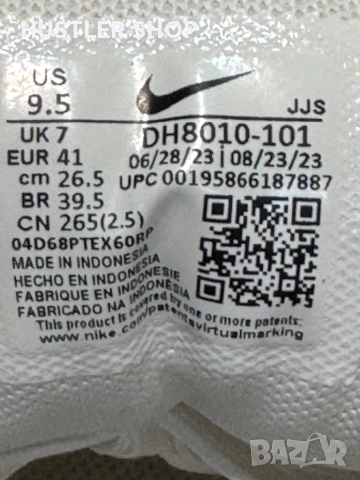 HUSTLER SHOP
US
9.5
JJS
UK 7
DH8010-101
EUR 41
06/28/23 08/23/23
cm 26.5
UPC 00195866187887
BR 39.5
CN 265(2.5)
04D68PTEX60RP
MADE IN INDONESIA
HECHO EN INDONESIA
FABRIQUE EN INDONESIE
FABRICADO NA INDONÉSIA
This product is covered by one or more patents:
www.nike.com/patentsvirtualmarking
BAZAR